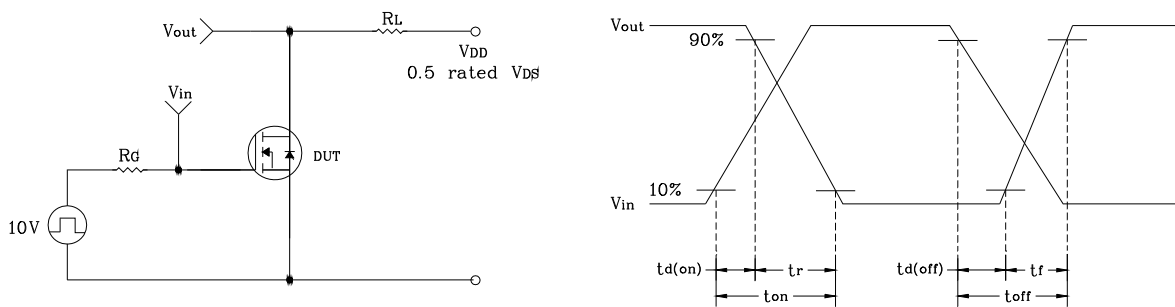 Vout
RL
VDD
0.5 rated VDS
Vin
RG
DUT
10V
Vout
90%
10%
Vin
td(on)
tr
td(off)
tf
ton
toff